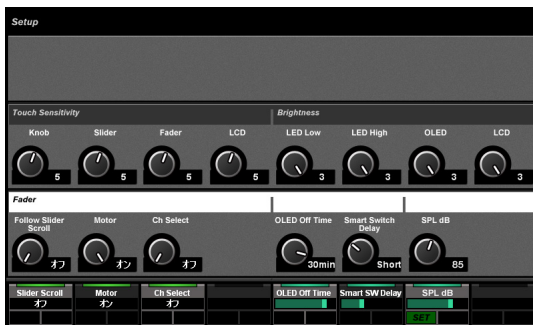 Setup
Touch Sensitivity
Brightness
Knob
Slider
Fader
LCD
LED Low
LED High
OLED
LCD
5
5
5
5
3
3
3
3
Fader
Follow Slider
Scroll
Motor
Ch Select
OLED Off Time
Smart Switch
Delay
SPL dB
オフ
オン
オフ
30min
Short
85
Slider Scroll
Motor
Ch Select
OLED Off Time
Smart SW Delay
SPL dB
オフ
オン
オフ
SET